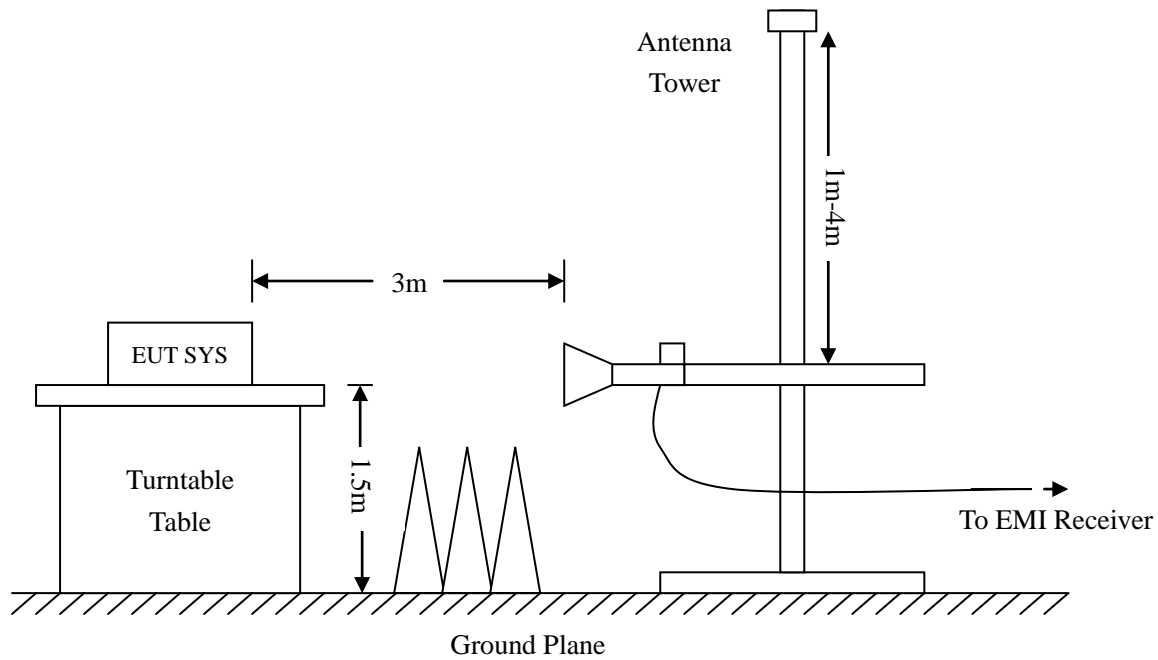 Antenna
Tower
1m-4m
3m
EUT SYS
1.5m
Turntable
Table
To EMI Receiver
Ground Plane